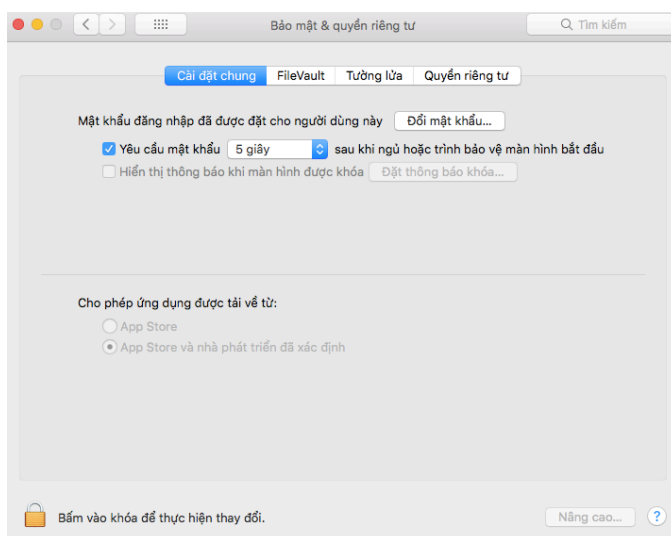 Bảo mật & quyền riêng tư
Tìm kiếm
Cài đặt chung FileVault Tường lửa Quyền riêng tư
Mật khẩu đăng nhập đã được đặt cho người dùng này Đổi mật khẩu...
Yêu cầu mật khẩu 5 giây sau khi ngủ hoặc trình bảo vệ màn hình bắt đầu
Hiển thị thông báo khi màn hình được khóa Đặt thông báo khóa...
Cho phép ứng dụng được tải về từ:
App Store
App Store và nhà phát triển đã xác định
Bấm vào khóa để thực hiện thay đổi.
Nâng cao... ?